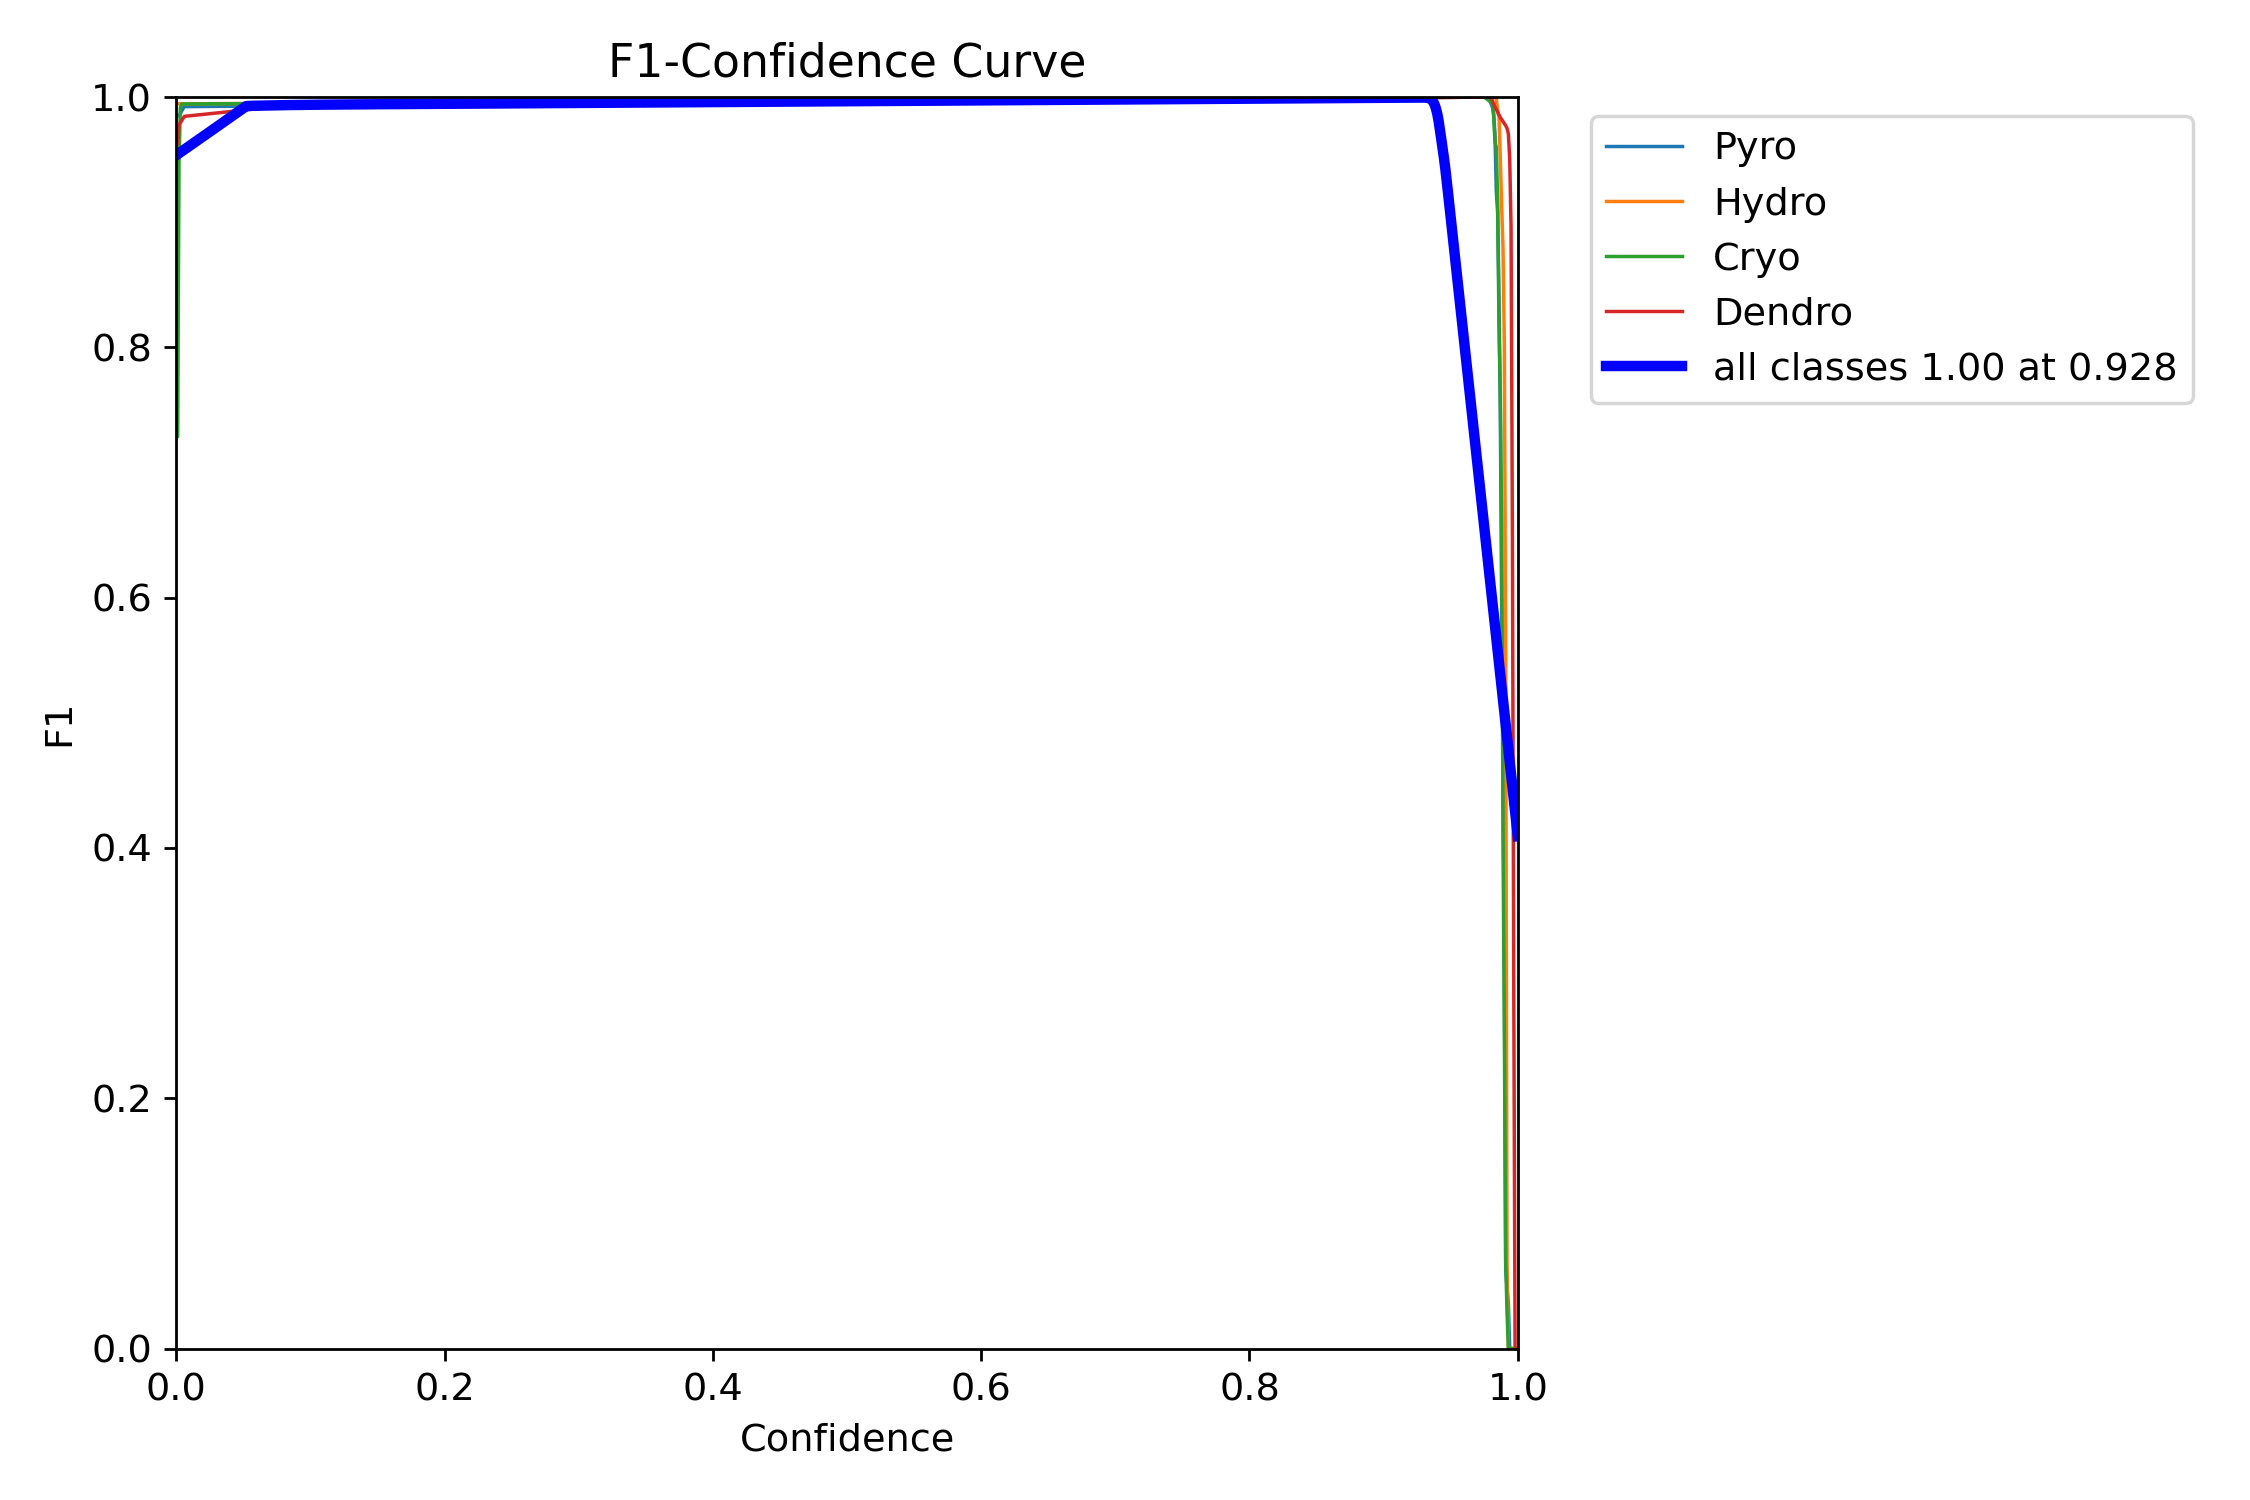 F1-Confidence Curve
1.0
0.8
0.6
0.4
0.2
0.0
F1
0.0 0.2 0.4 0.6 0.8 1.0
Confidence
Pyro
Hydro
Cryo
Dendro
all classes 1.00 at 0.928